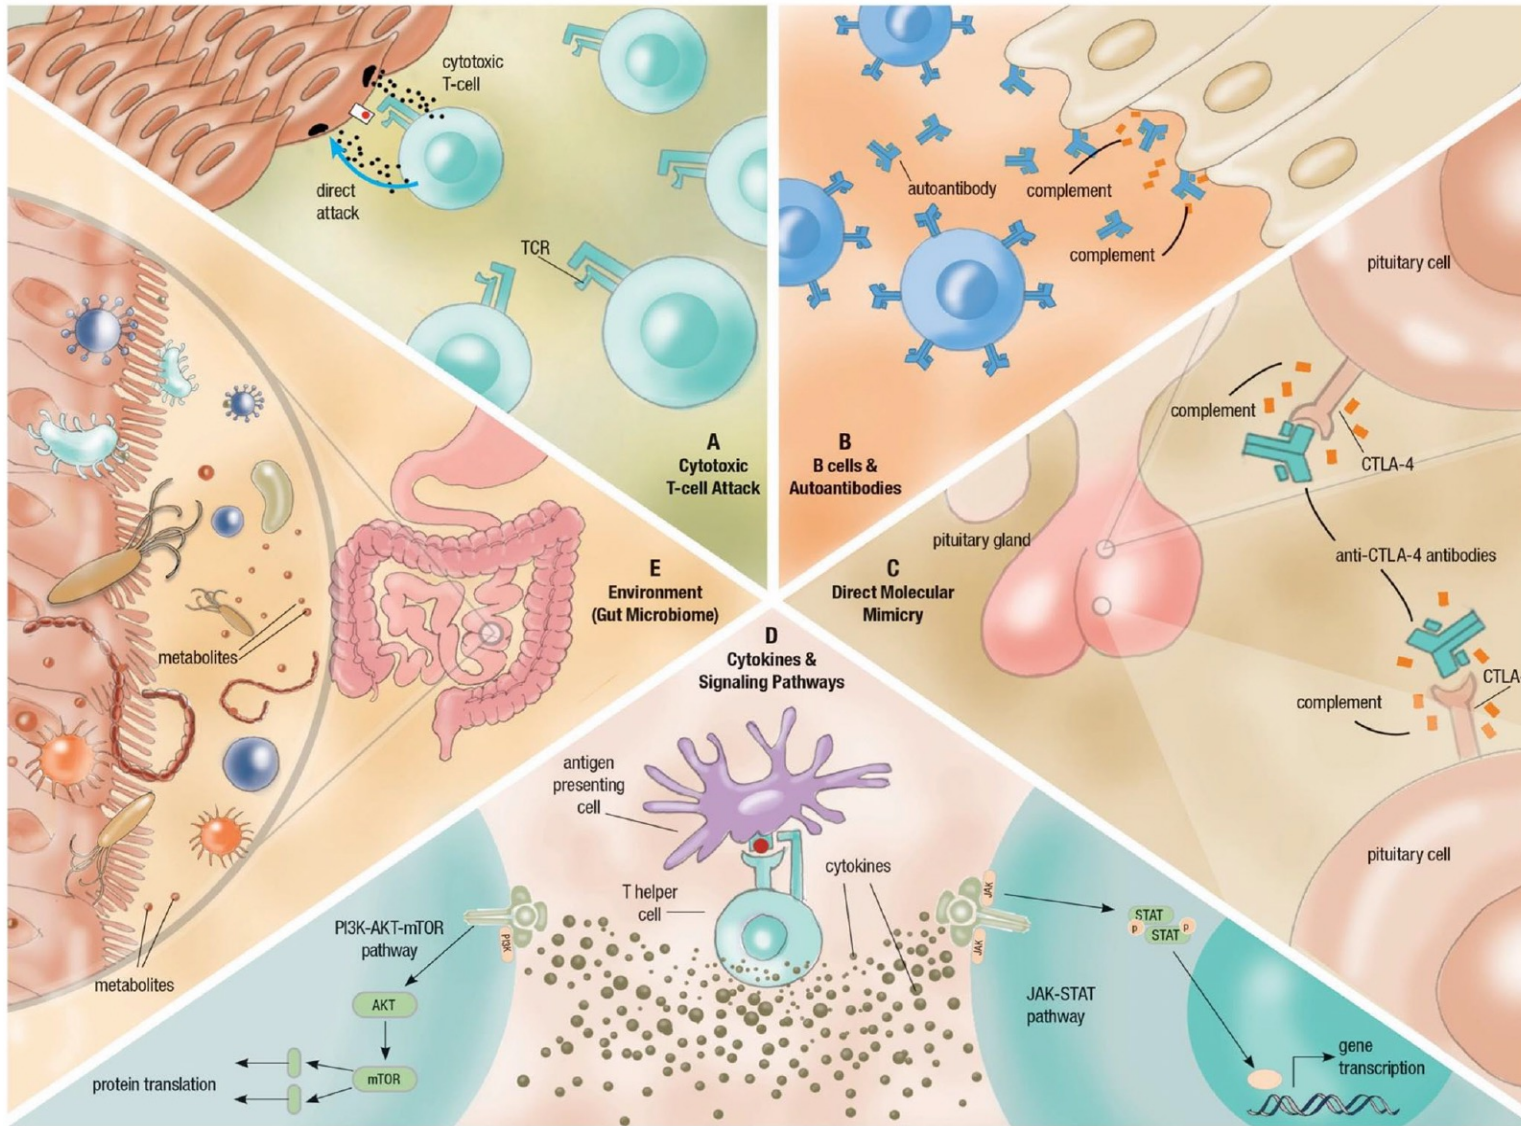 cytotoxic
T-cell
direct
attack
TCR
A
Cytotoxic
T-cell Attack
autoantibody
complement
complement
B
B cells &
Autoantibodies
pituitary cell
complement
CTLA-4
anti-CTLA-4 antibodies
pituitary gland
C
Direct Molecular
Mimicry
complement
CTLA-
pituitary cell
E
Environment
(Gut Microbiome)
metabolites
metabolites
D
Cytokines &
Signaling Pathways
antigen
presenting
cell
T helper
cell
cytokines
PI3K-AKT-mTOR
pathway
PI3K
AKT
mTOR
protein translation
JAK
JAK
STAT
p
STAT
p
JAK-STAT
pathway
gene
transcription